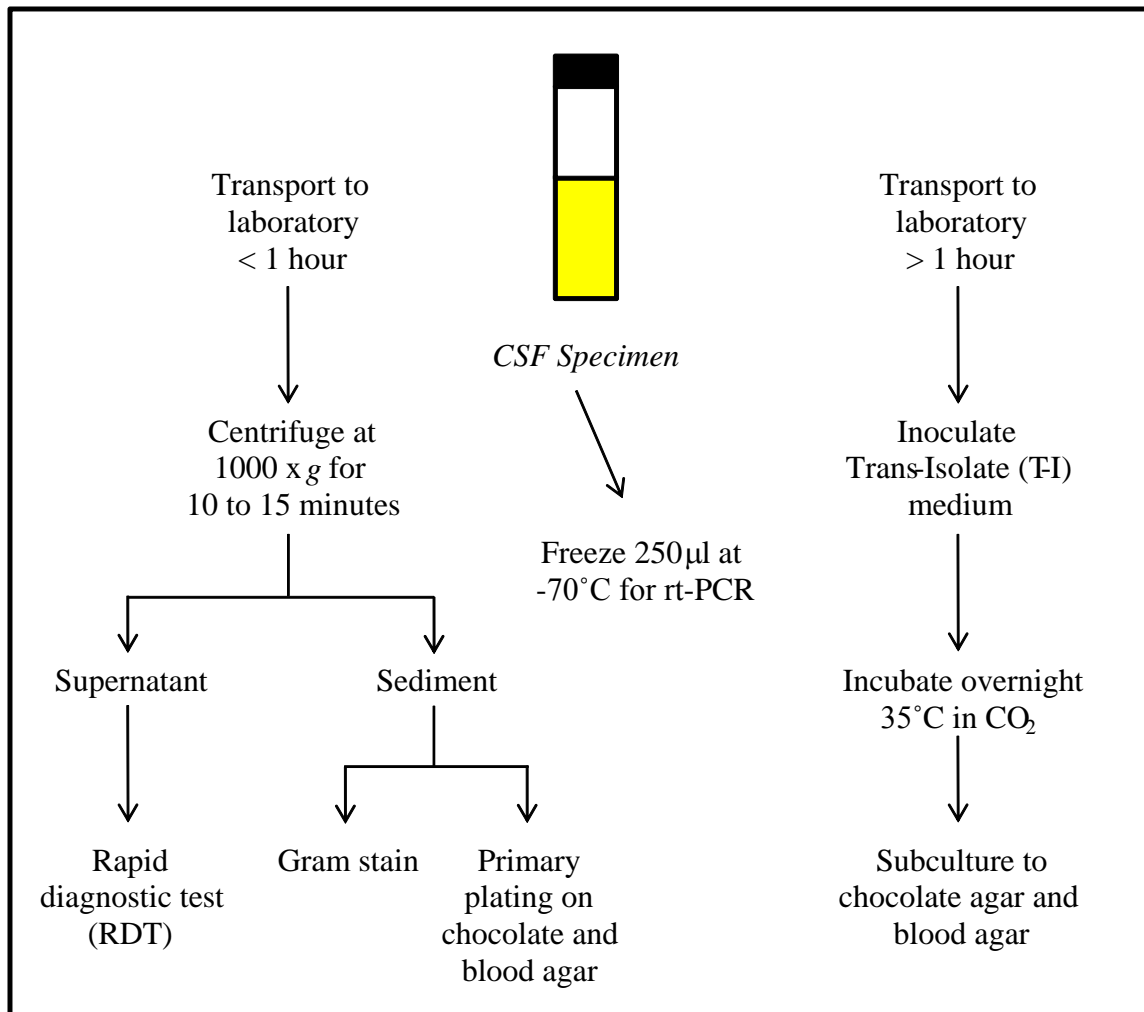 Transport to
laboratory
< 1 hour
Centrifuge at
1000 x g for
10 to 15 minutes
Supernatant
Sediment
Rapid
diagnostic test
(RDT)
Gram stain
Primary
plating on
chocolate and
blood agar
CSF Specimen
Freeze 250µl at
-70˚C for rt-PCR
Transport to
laboratory
> 1 hour
Inoculate
Trans-Isolate (T-I)
medium
Incubate overnight
35˚C in CO₂
Subculture to
chocolate agar and
blood agar